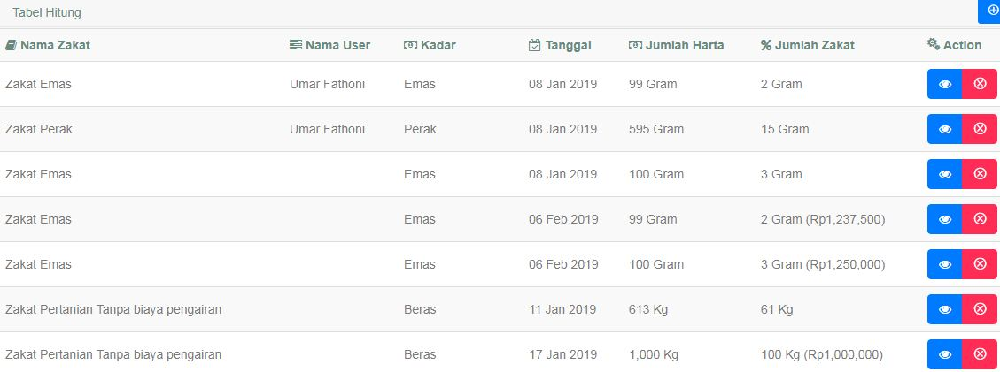 Tabel Hitung
Nama Zakat Nama User Kadar Tanggal Jumlah Harta % Jumlah Zakat Action
Zakat Emas Umar Fathoni Emas 08 Jan 2019 99 Gram 2 Gram
Zakat Perak Umar Fathoni Perak 08 Jan 2019 595 Gram 15 Gram
Zakat Emas Emas 08 Jan 2019 100 Gram 3 Gram
Zakat Emas Emas 06 Feb 2019 99 Gram 2 Gram (Rp1,237,500)
Zakat Emas Emas 06 Feb 2019 100 Gram 3 Gram (Rp1,250,000)
Zakat Pertanian Tanpa biaya pengairan Beras 11 Jan 2019 613 Kg 61 Kg
Zakat Pertanian Tanpa biaya pengairan Beras 17 Jan 2019 1,000 Kg 100 Kg (Rp1,000,000)